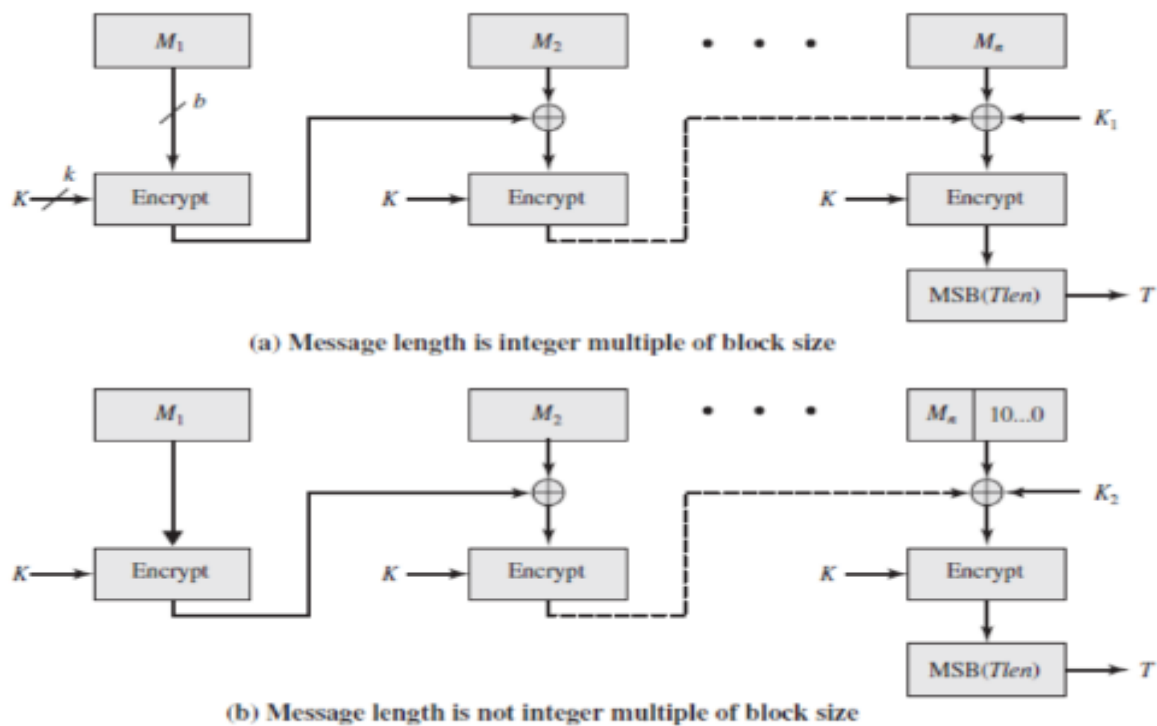 M₁ M₂ • • • Mₙ
b
K₁
k
K Encrypt K Encrypt K Encrypt
MSB(Tlen) T
(a) Message length is integer multiple of block size
M₁ M₂ • • • Mₙ 10...0
K₂
K Encrypt K Encrypt K Encrypt
MSB(Tlen) T
(b) Message length is not integer multiple of block size